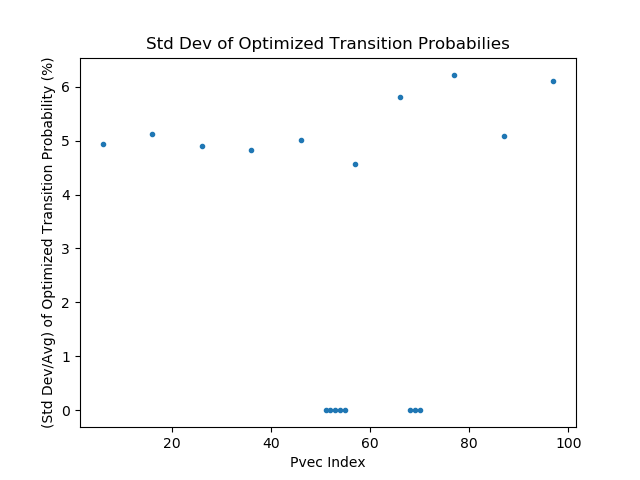 Std Dev of Optimized Transition Probabilies
(Std Dev/Avg) of Optimized Transition Probability (%)
6
5
4
3
2
1
0
20 40 60 80 100
Pvec Index